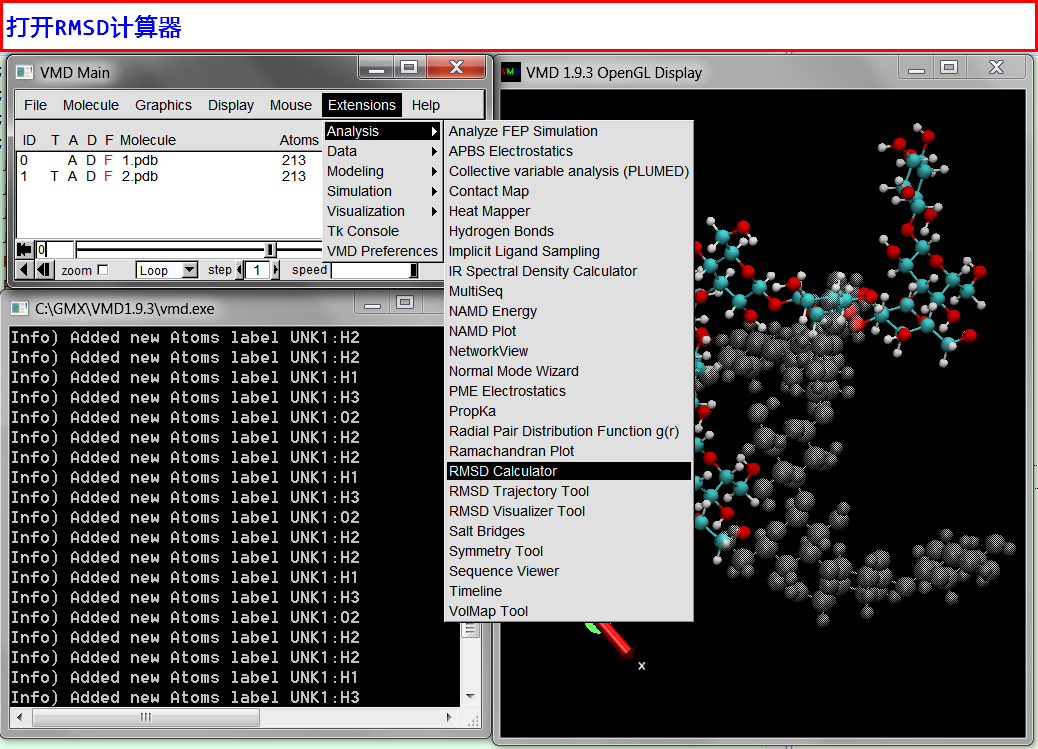 打开RMSD计算器
VMD Main
File Molecule Graphics Display Mouse Extensions Help
ID T A D F Molecule Atoms
0 A D F 1.pdb 213
1 T A D F 2.pdb 213
0
zoom Loop step 1 speed
Analysis
Data
Modeling
Simulation
Visualization
Tk Console
VMD Preferences
Analyze FEP Simulation
APBS Electrostatics
Collective variable analysis (PLUMED)
Contact Map
Heat Mapper
Hydrogen Bonds
Implicit Ligand Sampling
IR Spectral Density Calculator
MultiSeq
NAMD Energy
NAMD Plot
NetworkView
Normal Mode Wizard
PME Electrostatics
PropKa
Radial Pair Distribution Function g(r)
Ramachandran Plot
RMSD Calculator
RMSD Trajectory Tool
RMSD Visualizer Tool
Salt Bridges
Symmetry Tool
Sequence Viewer
Timeline
VolMap Tool
C:\GMX\VMD1.9.3\vmd.exe
Info) Added new Atoms label UNK1:H2
Info) Added new Atoms label UNK1:H2
Info) Added new Atoms label UNK1:H1
Info) Added new Atoms label UNK1:H3
Info) Added new Atoms label UNK1:O2
Info) Added new Atoms label UNK1:H2
Info) Added new Atoms label UNK1:H2
Info) Added new Atoms label UNK1:H1
Info) Added new Atoms label UNK1:H3
Info) Added new Atoms label UNK1:O2
Info) Added new Atoms label UNK1:H2
Info) Added new Atoms label UNK1:H2
Info) Added new Atoms label UNK1:H1
Info) Added new Atoms label UNK1:H3
Info) Added new Atoms label UNK1:O2
Info) Added new Atoms label UNK1:H2
Info) Added new Atoms label UNK1:H2
Info) Added new Atoms label UNK1:H1
Info) Added new Atoms label UNK1:H3
VMD
VMD 1.9.3 OpenGL Display
x